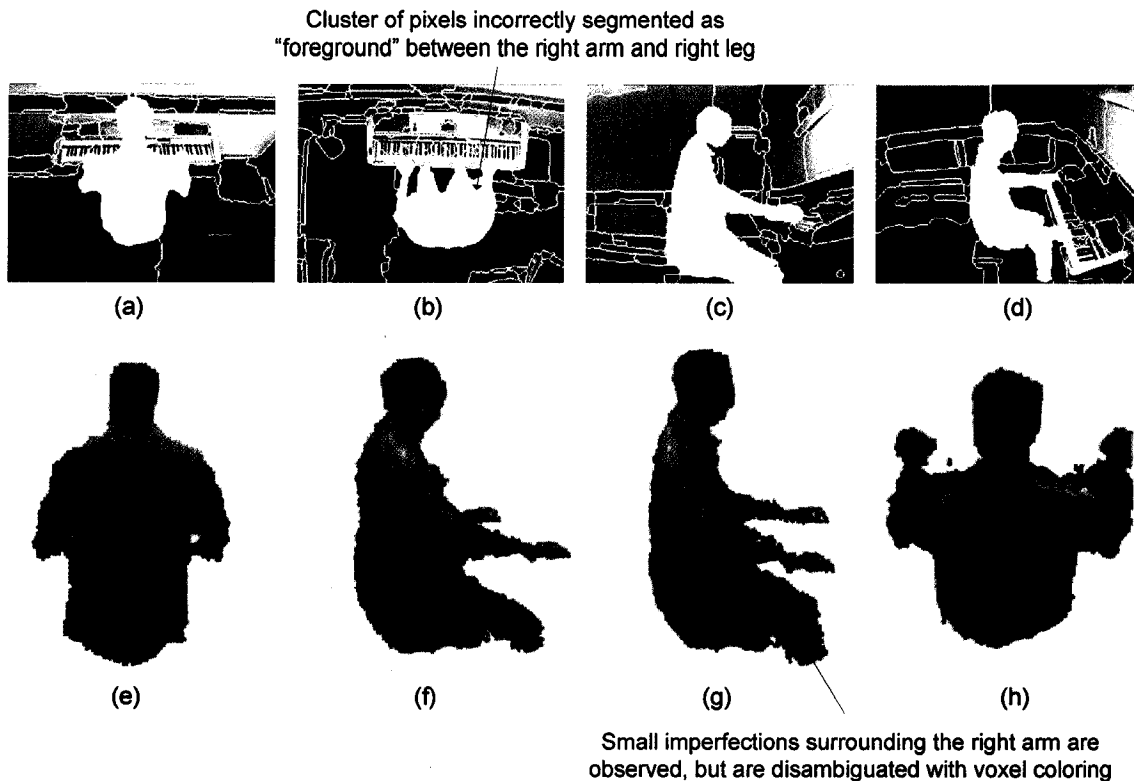 Cluster of pixels incorrectly segmented as
"foreground" between the right arm and right leg
(a)
(b)
(c)
(d)
(e)
(f)
(g)
(h)
Small imperfections surrounding the right arm are
observed, but are disambiguated with voxel coloring